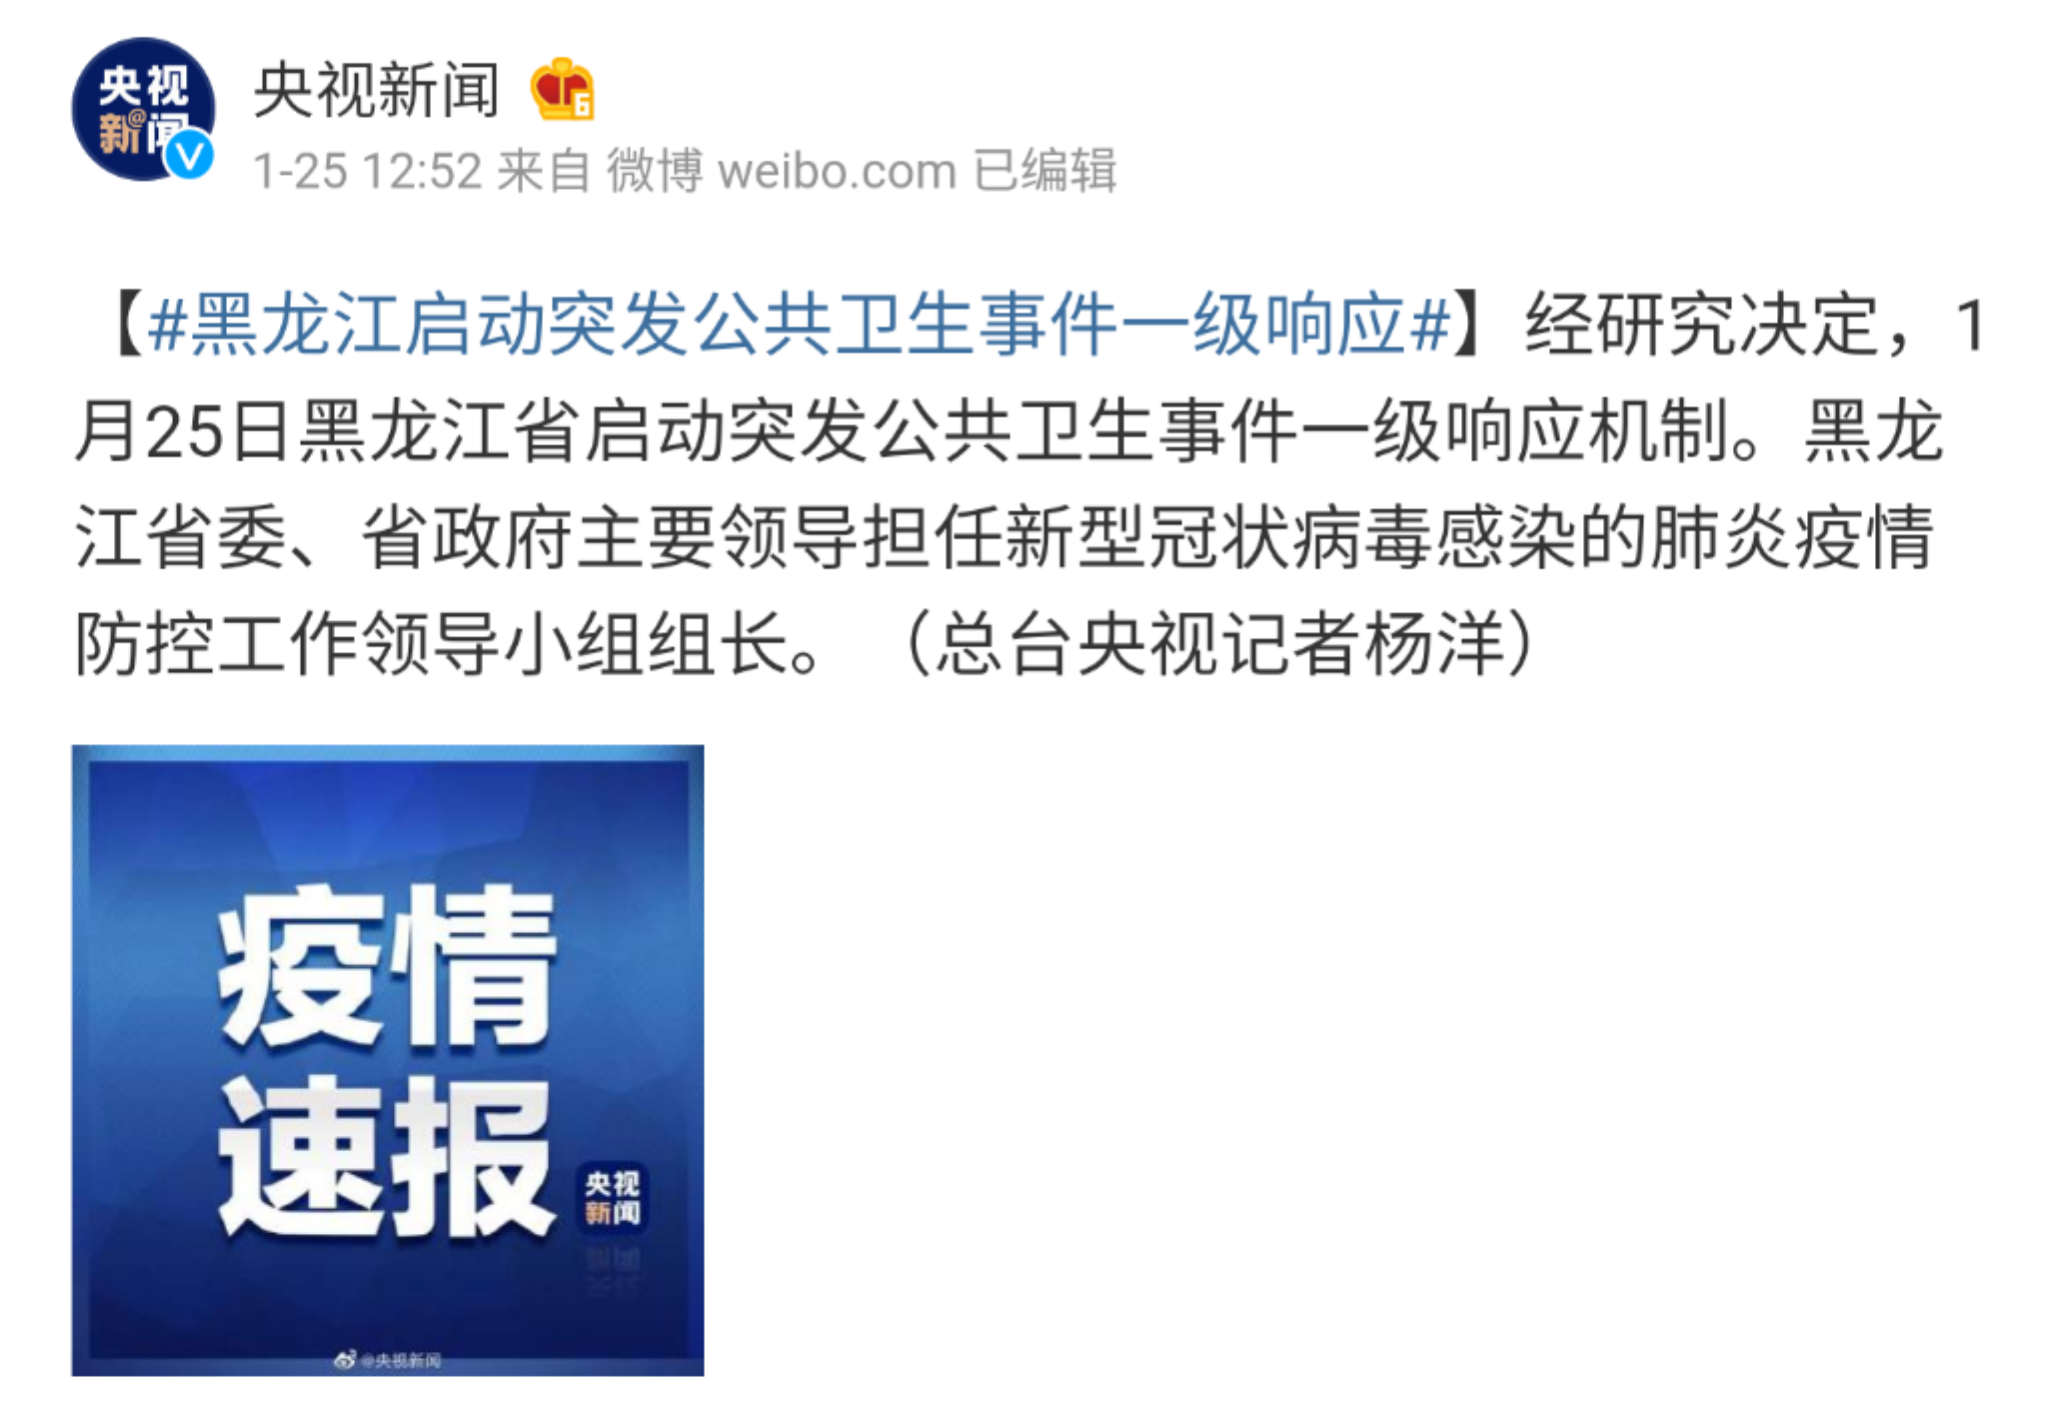 央视
新@闻
央视新闻
6
1-25 12:52 来自 微博 weibo.com 已编辑
【#黑龙江启动突发公共卫生事件一级响应#】经研究决定，1
月25日黑龙江省启动突发公共卫生事件一级响应机制。黑龙
江省委、省政府主要领导担任新型冠状病毒感染的肺炎疫情
防控工作领导小组组长。（总台央视记者杨洋）
疫情
速报
央视
新闻
@央视新闻